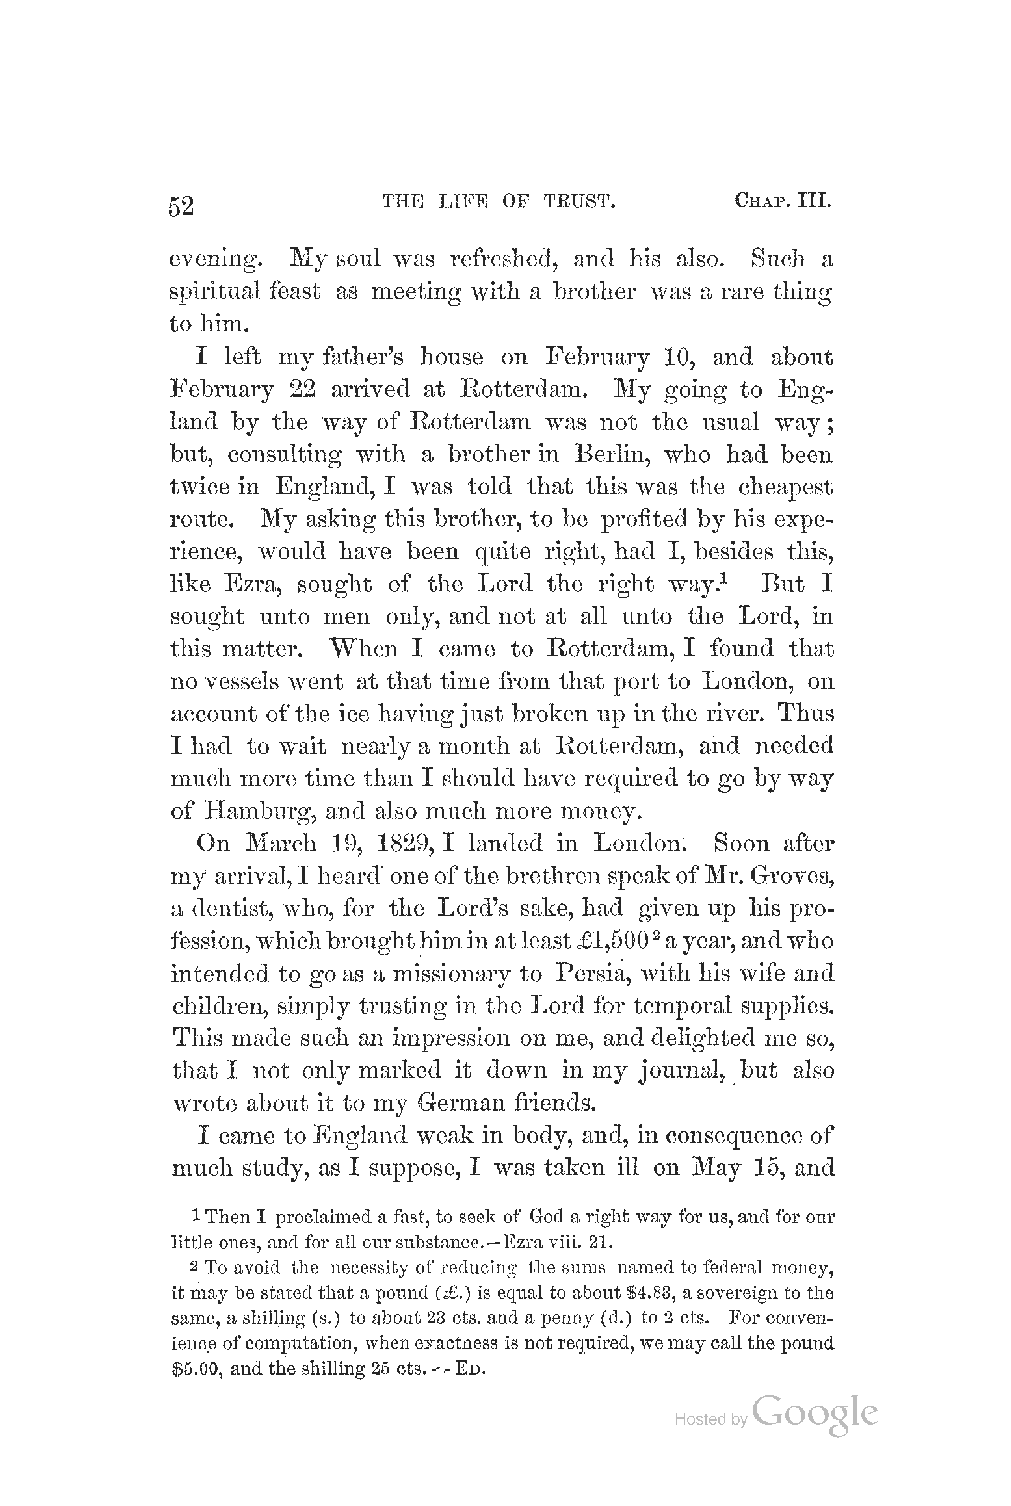 52 THE LIFE OF TRUST. CHAP. III.
evening. My soul was refreshed, and his also. Such a
spiritual feast as meeting with a brother was a rare thing
to him.
I left my father's house on February 10, and about
February 22 arrived at Rotterdam. My going to Eng-
land by the way of Rotterdam was not the usual way;
but, consulting with a brother in Berlin, who had been
twice in England, I was told that this was the cheapest
route. My asking this brother, to be profited by his expe-
rience, would have been quite right, had I, besides this,
like Ezra, sought of the Lord the right way.¹ But I
sought unto men only, and not at all unto the Lord, in
this matter. When I came to Rotterdam, I found that
no vessels went at that time from that port to London, on
account of the ice having just broken up in the river. Thus
I had to wait nearly a month at Rotterdam, and needed
much more time than I should have required to go by way
of Hamburg, and also much more money.
On March 19, 1829, I landed in London. Soon after
my arrival, I heard one of the brethren speak of Mr. Groves,
a dentist, who, for the Lord's sake, had given up his pro-
fession, which brought him in at least £1,500² a year, and who
intended to go as a missionary to Persia, with his wife and
children, simply trusting in the Lord for temporal supplies.
This made such an impression on me, and delighted me so,
that I not only marked it down in my journal, but also
wrote about it to my German friends.
I came to England weak in body, and, in consequence of
much study, as I suppose, I was taken ill on May 15, and
¹ Then I proclaimed a fast, to seek of God a right way for us, and for our
little ones, and for all our substance.—Ezra viii. 21.
² To avoid the necessity of reducing the sums named to federal money,
it may be stated that a pound (£.) is equal to about $4.83, a sovereign to the
same, a shilling (s.) to about 23 cts. and a penny (d.) to 2 cts. For conven-
ience of computation, when exactness is not required, we may call the pound
$5.00, and the shilling 25 cts.--ED.
Hosted by Google